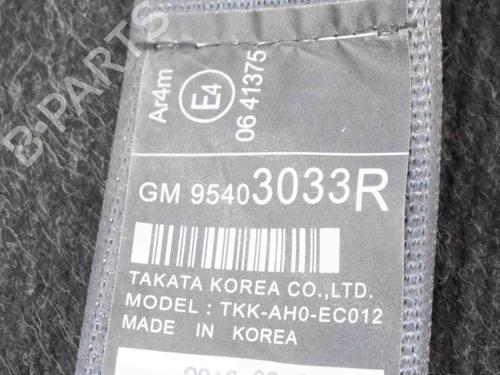 B-PARTS
Ar4m
E4
06 41375
GM 95403033R
TAKATA KOREA CO.,LTD.
MODEL : TKK-AH0-EC012
MADE IN KOREA